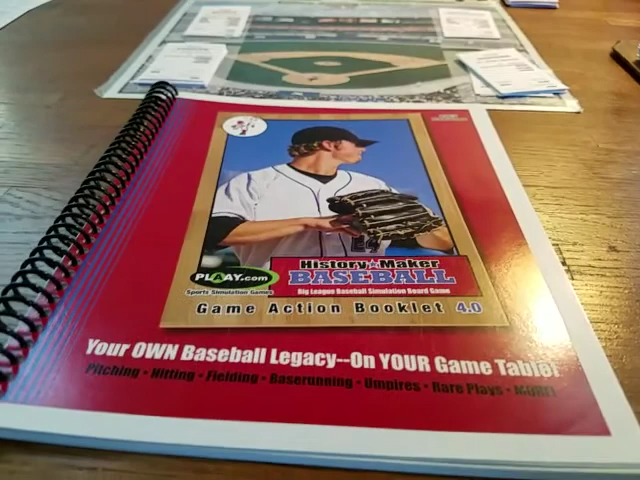 PLAAY.com
Sports Simulation Games
History★Maker
BASEBALL
Big League Baseball Simulation Board Game
Game Action Booklet 4.0
Your OWN Baseball Legacy--On YOUR Game Table!
Pitching • Hitting • Fielding • Baserunning • Umpires • Rare Plays • MORE!